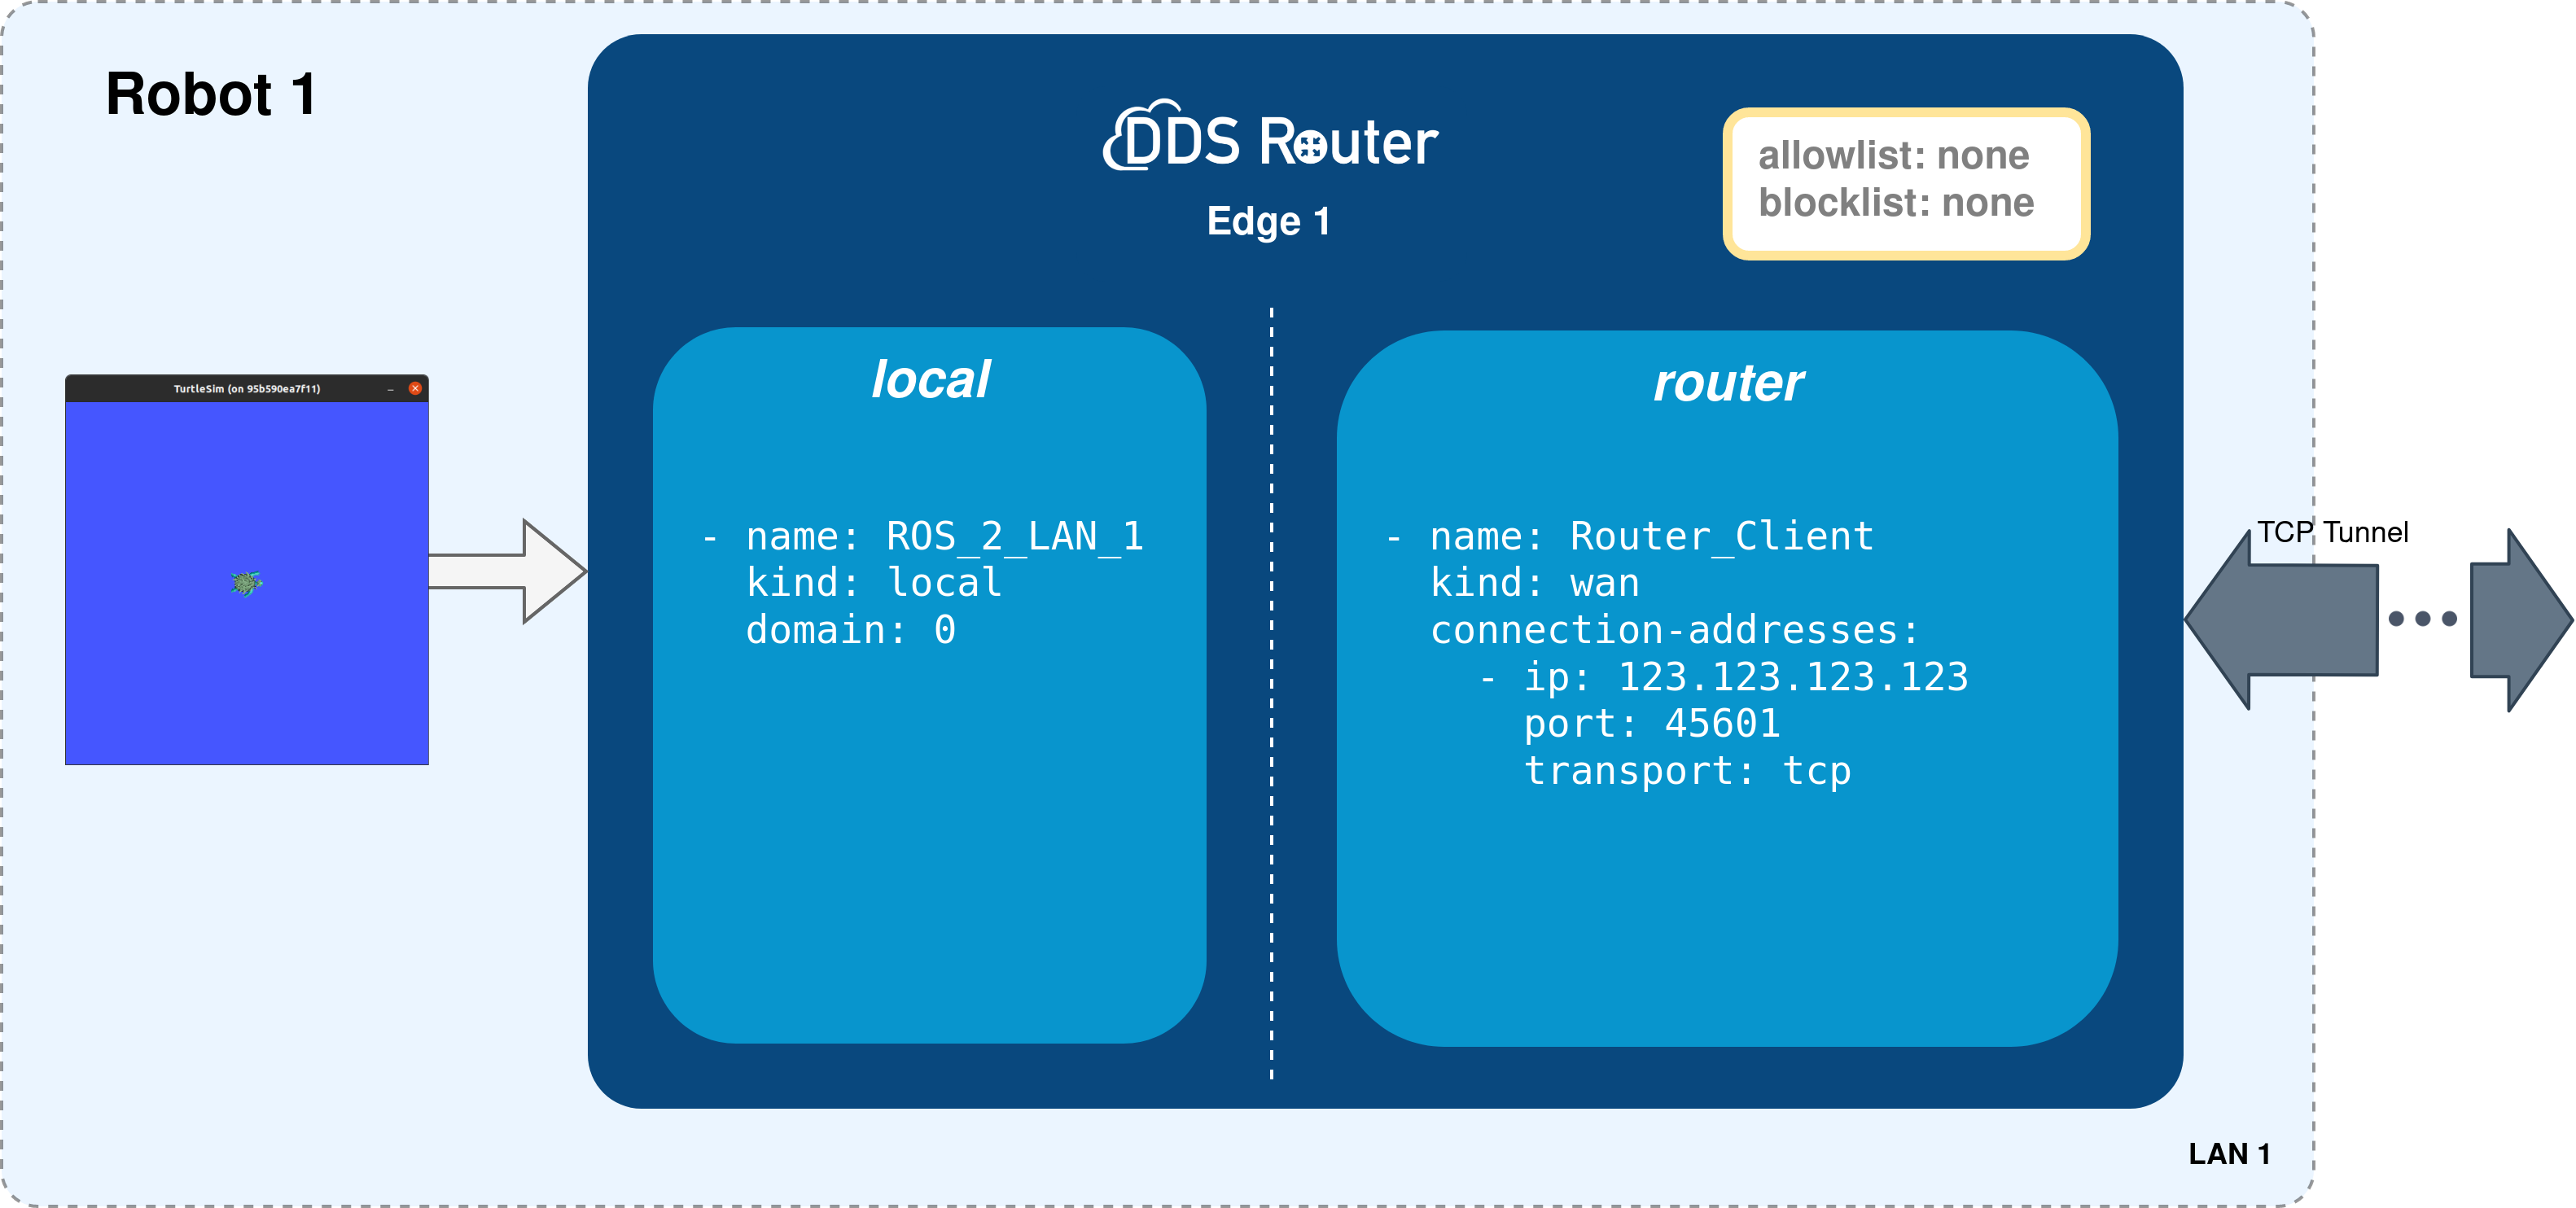 Robot 1
DDS Router
Edge 1
allowlist: none
blocklist: none
TurtleSim (on 95b590ea7f11)
local
- name: ROS_2_LAN_1
kind: local
domain: 0
router
- name: Router_Client
kind: wan
connection-addresses:
- ip: 123.123.123.123
port: 45601
transport: tcp
TCP Tunnel
LAN 1